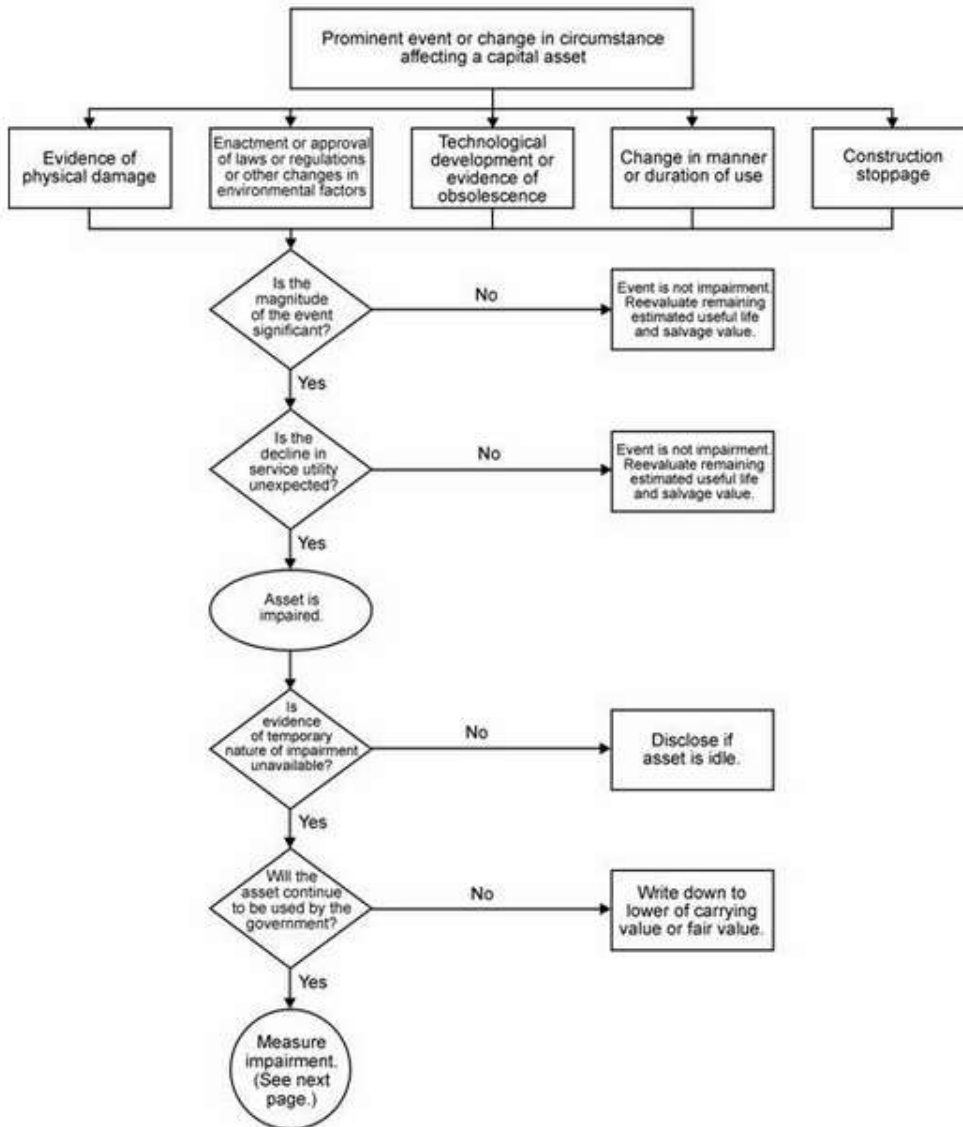 Prominent event or change in circumstance
affecting a capital asset
Evidence of
physical damage
Enactment or approval
of laws or regulations
or other changes in
environmental factors
Technological
development or
evidence of
obsolescence
Change in manner
or duration of use
Construction
stoppage
Is the
magnitude
of the event
significant?
No
Event is not impairment.
Reevaluate remaining
estimated useful life
and salvage value.
Yes
Is the
decline in
service utility
unexpected?
No
Event is not impairment.
Reevaluate remaining
estimated useful life
and salvage value.
Yes
Asset is
impaired.
Is
evidence
of temporary
nature of impairment
unavailable?
No
Disclose if
asset is idle.
Yes
Will the
asset continue
to be used by the
government?
No
Write down to
lower of carrying
value or fair value.
Yes
Measure
impairment.
(See next
page.)